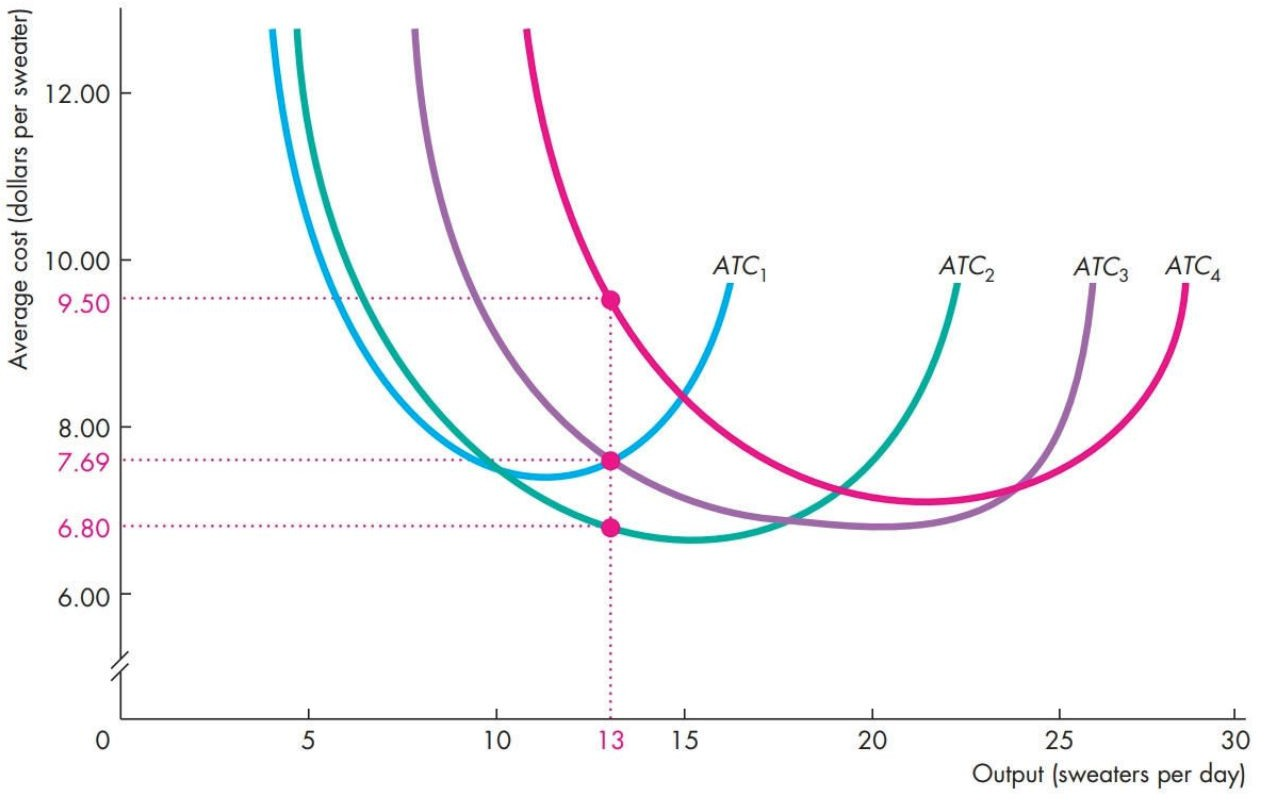 Average cost (dollars per sweater)
12.00
10.00
9.50
8.00
7.69
6.80
6.00
ATC₁
ATC₂
ATC₃
ATC₄
0
5
10
13
15
20
25
30
Output (sweaters per day)